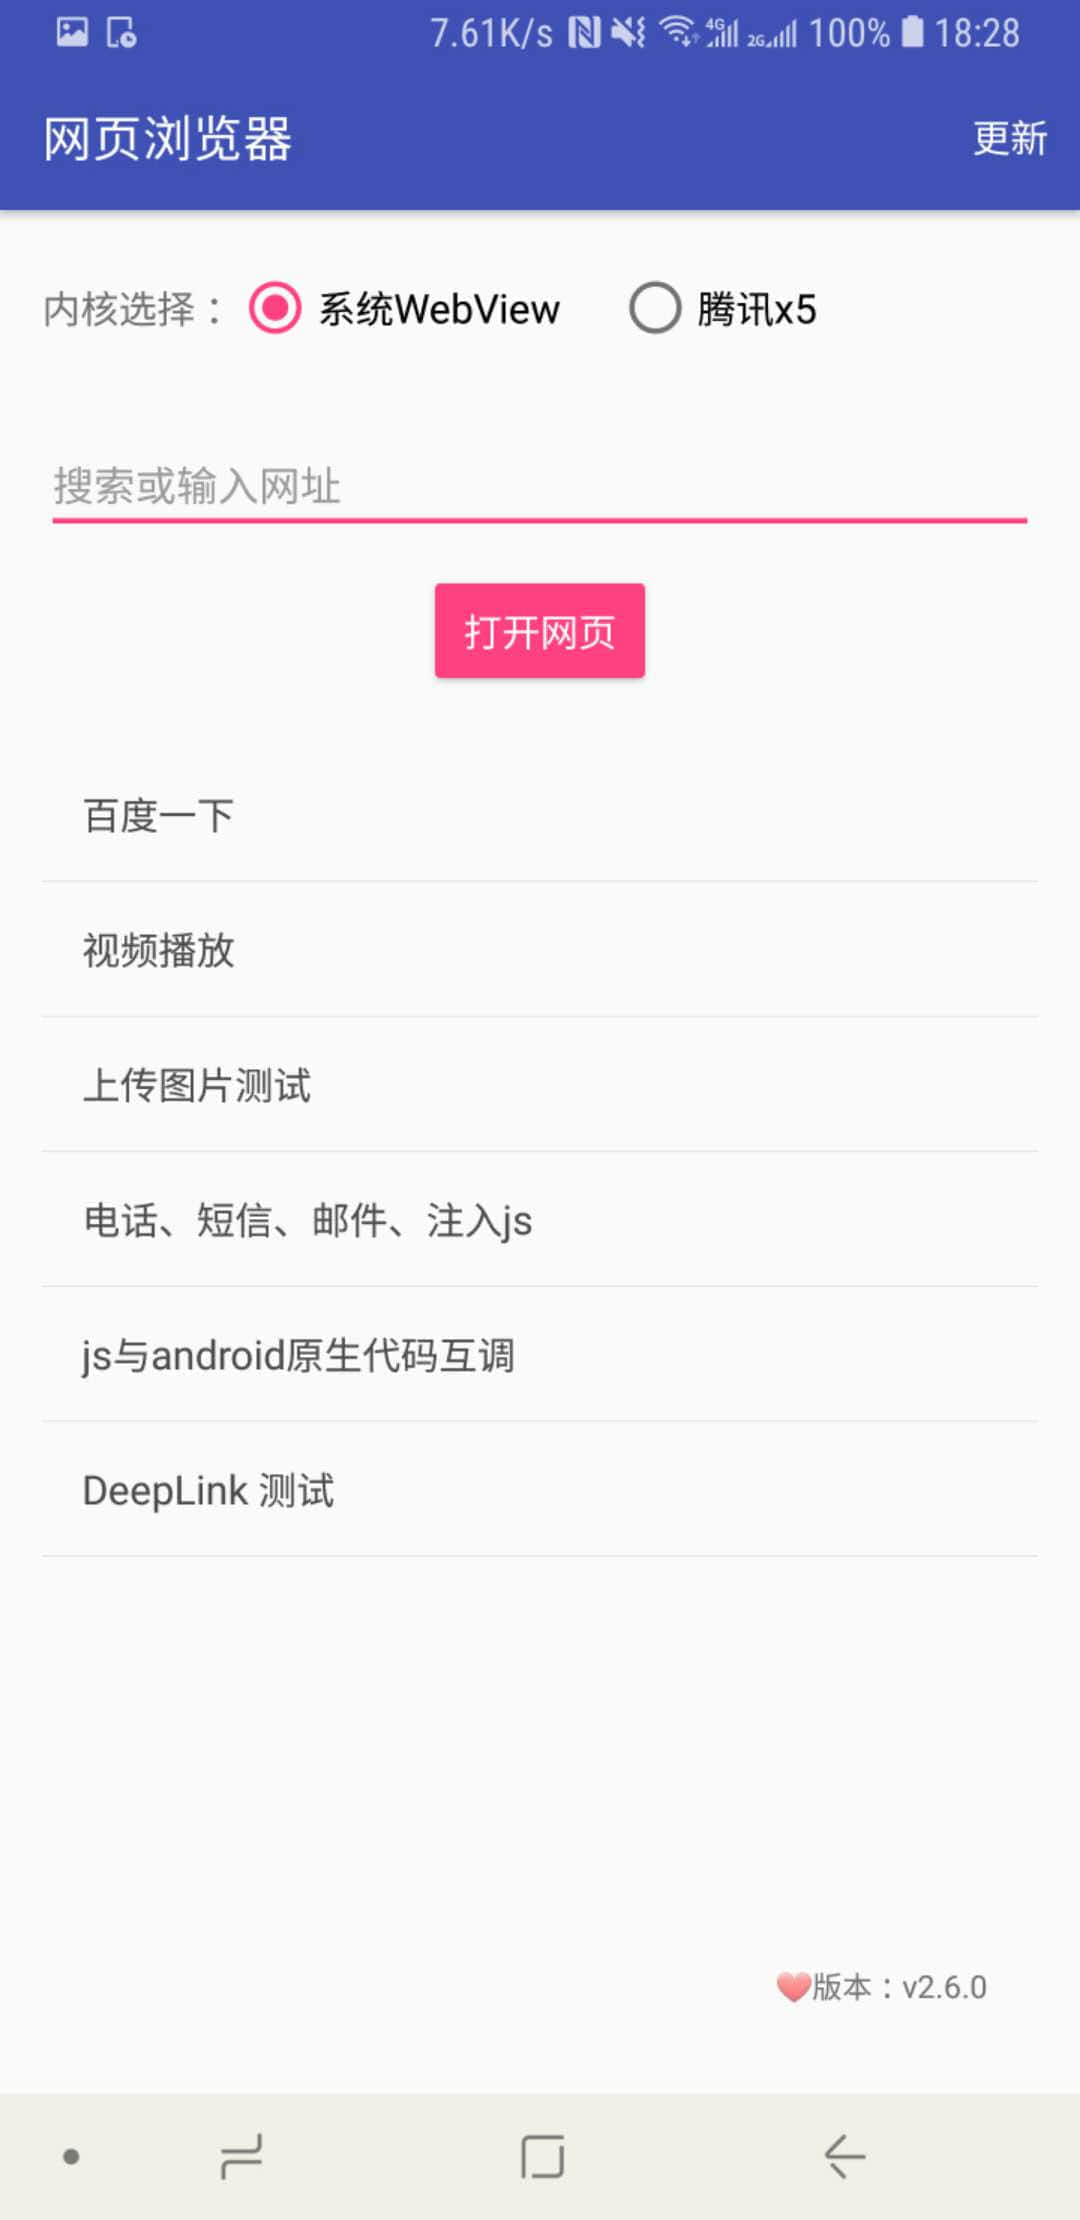 7.61K/s 4G 2G 100% 18:28
网页浏览器 更新
内核选择： 系统WebView 腾讯x5
搜索或输入网址
打开网页
百度一下
视频播放
上传图片测试
电话、短信、邮件、注入js
js与android原生代码互调
DeepLink 测试
❤️版本：v2.6.0